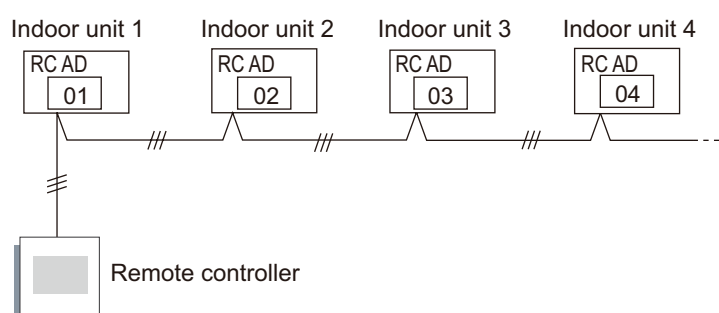 Indoor unit 1 Indoor unit 2 Indoor unit 3 Indoor unit 4
RC AD RC AD RC AD RC AD
01 02 03 04
Remote controller